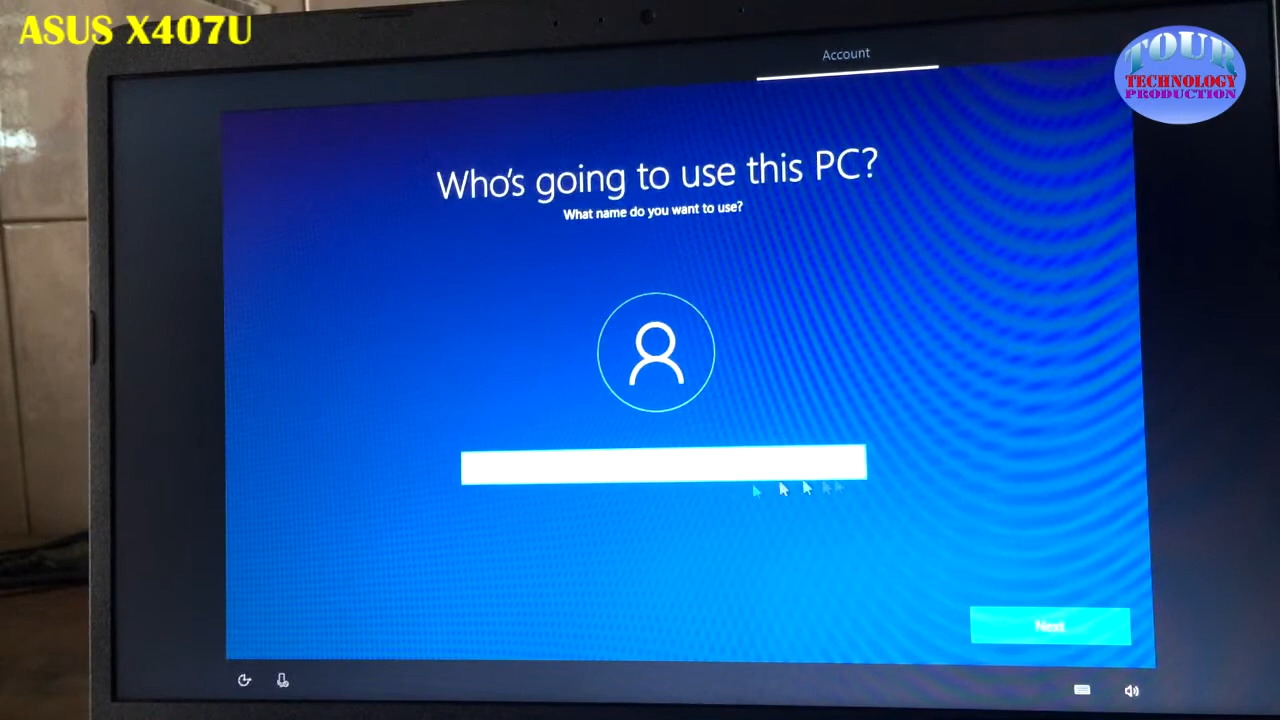 ASUS X407U
Account
TOUR
TECHNOLOGY
PRODUCTION
Who's going to use this PC?
What name do you want to use?
Next